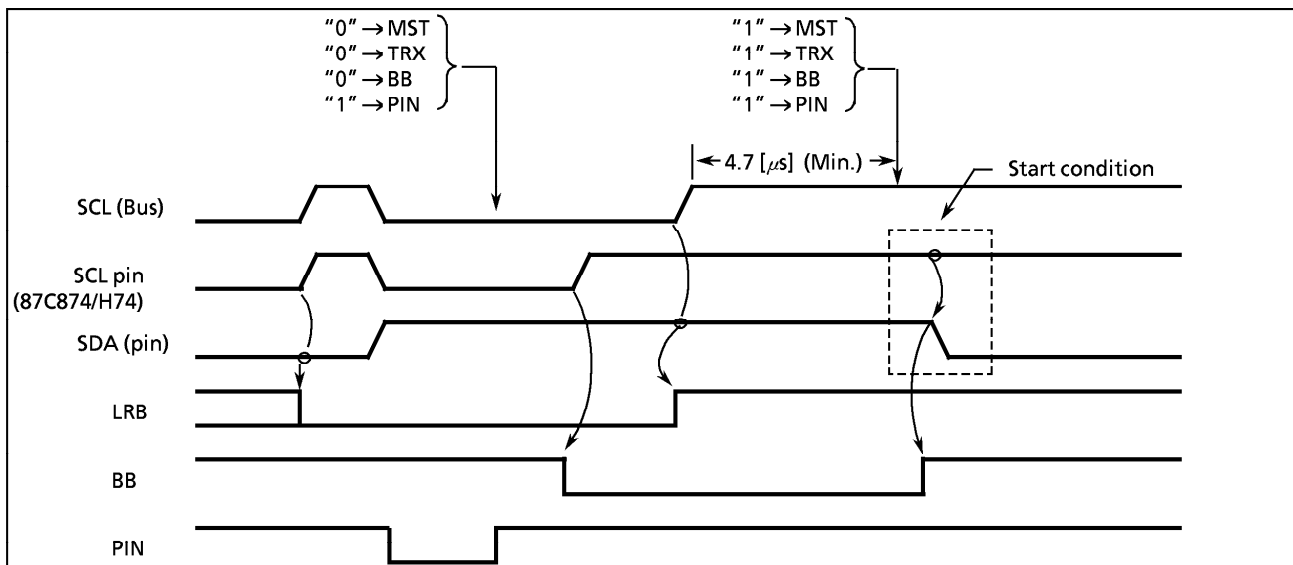 “0” → MST
“0” → TRX
“0” → BB
“1” → PIN
“1” → MST
“1” → TRX
“1” → BB
“1” → PIN
4.7 [μs] (Min.)
Start condition
SCL (Bus)
SCL pin
(87C874/H74)
SDA (pin)
LRB
BB
PIN